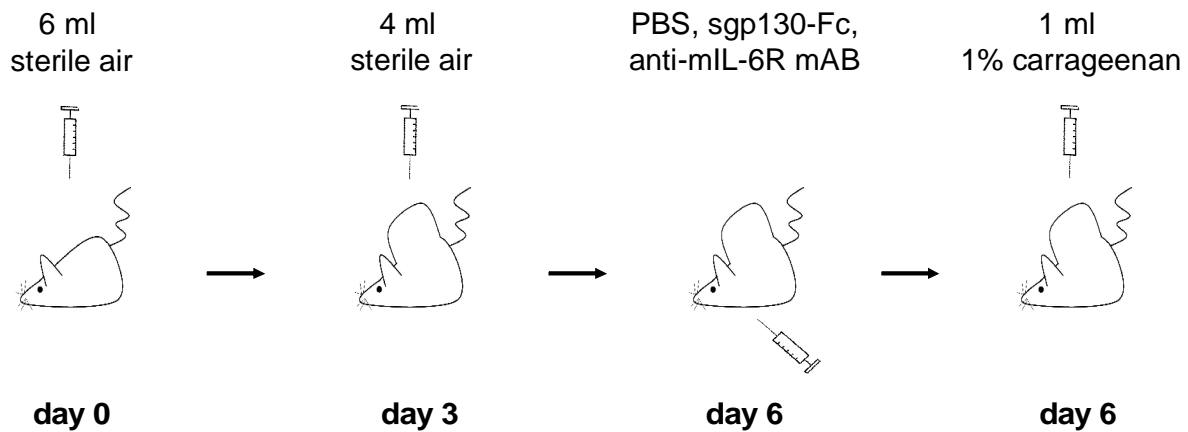 6 ml
sterile air
4 ml
sterile air
PBS, sgp130-Fc,
anti-mIL-6R mAB
1 ml
1% carrageenan
day 0
day 3
day 6
day 6